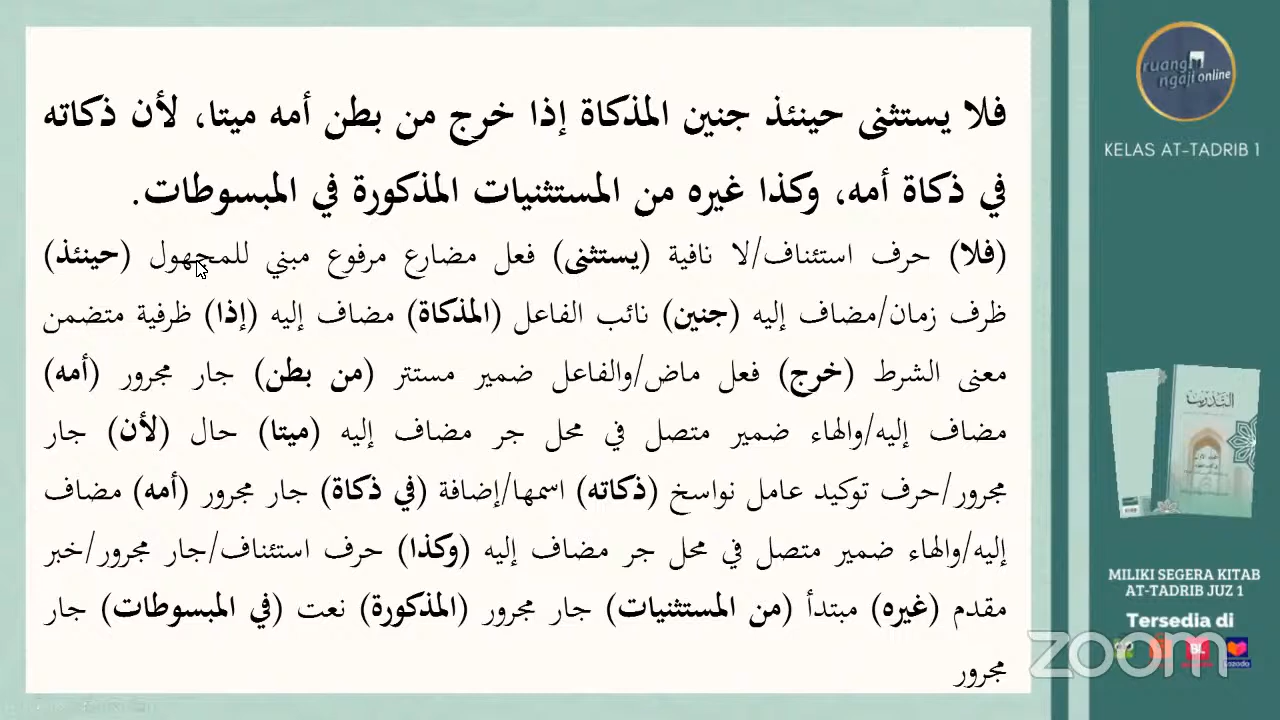 فلا يستثنى حينئذ جنين المذكاة إذا خرج من بطن أمه ميتا، لأن ذكاته
في ذكاة أمه، وكذا غيره من المستثنيات المذكورة في المبسوطات.
(فلا) حرف استئناف/لا نافية (يستثنى) فعل مضارع مرفوع مبني للمجهول (حينئذ)
ظرف زمان/مضاف إليه (جنين) نائب الفاعل (المذكاة) مضاف إليه (إذا) ظرفية متضمن
معنى الشرط (خرج) فعل ماض/والفاعل ضمير مستتر (من بطن) جار مجرور (أمه)
مضاف إليه/والهاء ضمير متصل في محل جر مضاف إليه (ميتا) حال (لأن) جار
مجرور/حرف توكيد عامل نواسخ (ذكاته) اسمها/إضافة (في ذكاة) جار مجرور (أمه) مضاف
إليه/والهاء ضمير متصل في محل جر مضاف إليه (وكذا) حرف استئناف/جار مجرور/خبر
مقدم (غيره) مبتدأ (من المستثنيات) جار مجرور (المذكورة) نعت (في المبسوطات) جار
مجرور
ruang
ngaji online
KELAS AT-TADRIB 1
التدريب
MILIKI SEGERA KITAB
AT-TADRIB JUZ 1
Tersedia di
BL
lazada
zoom